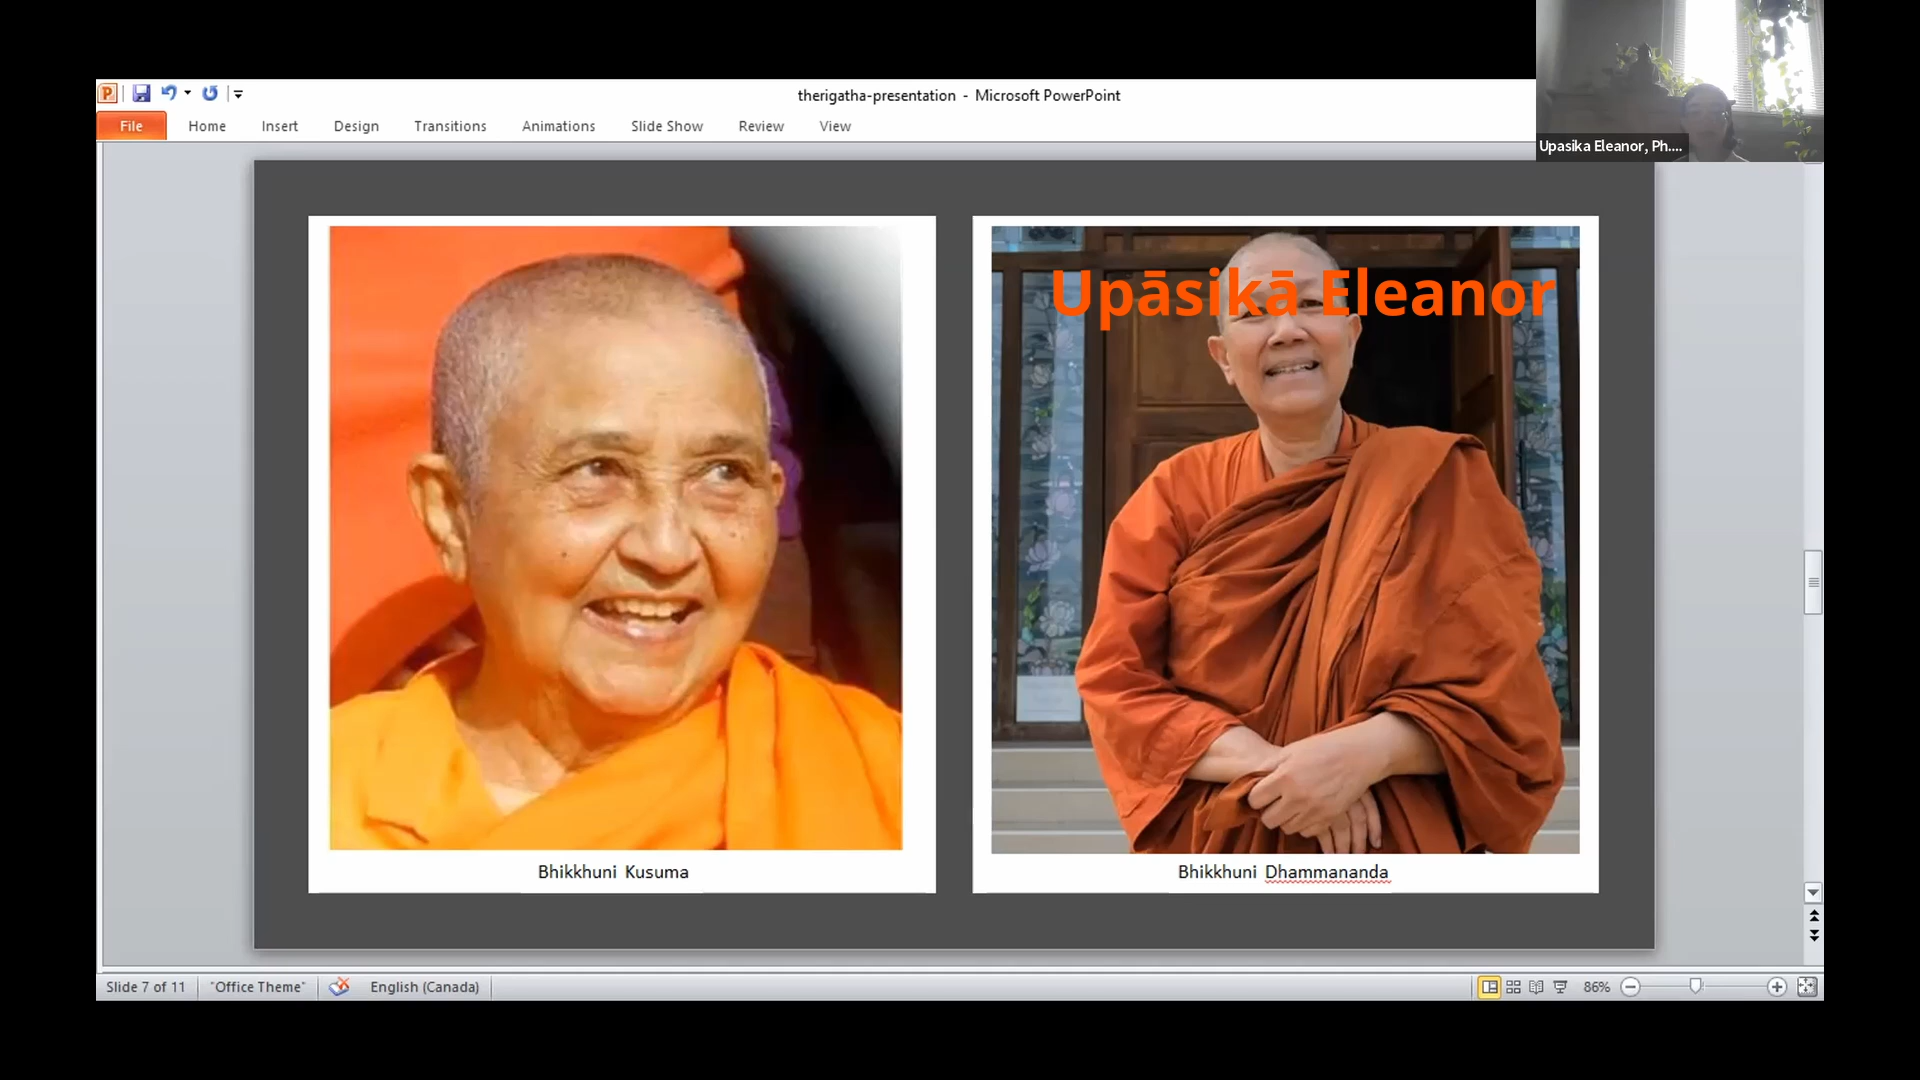 therigatha-presentation - Microsoft PowerPoint
File Home Insert Design Transitions Animations Slide Show Review View
Upasika Eleanor, Ph....
Upāsikā Eleanor
Bhikkhuni Kusuma
Bhikkhuni Dhammananda
Slide 7 of 11 "Office Theme" English (Canada) 86%